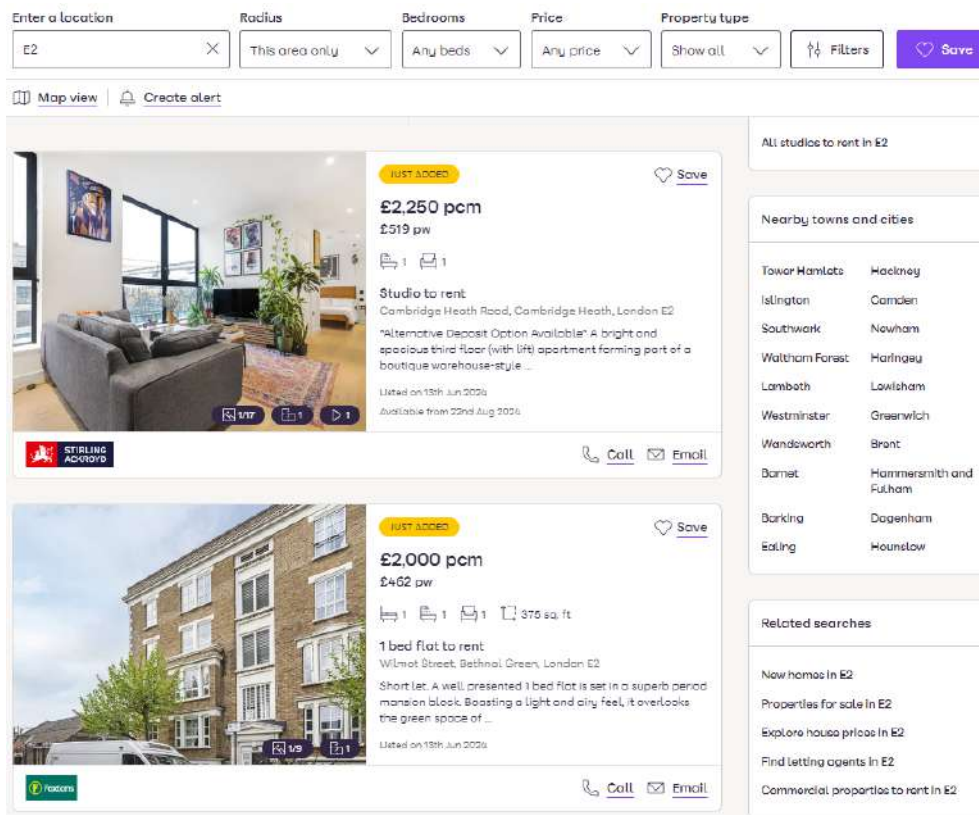 Enter a location
Radius
Bedrooms
Price
Property type
E2
This area only
Any beds
Any price
Show all
Filters
Save
Map view
Create alert
JUST ADDED
Save
£2,250 pcm
£519 pw
1 1
Studio to rent
Cambridge Heath Road, Cambridge Heath, London E2
"Alternative Deposit Option Available" A bright and
spacious third floor (with lift) apartment forming part of a
boutique warehouse-style ...
Listed on 13th Jun 2024
Available from 22nd Aug 2024
1/17
1
1
STIRLING
ACKROYD
Call
Email
JUST ADDED
Save
£2,000 pcm
£462 pw
1 1 1 375 sq. ft
1 bed flat to rent
Wilmot Street, Bethnal Green, London E2
Short let. A well presented 1 bed flat is set in a superb period
mansion block. Boasting a light and airy feel, it overlooks
the green space of ...
Listed on 13th Jun 2024
1/9
1
Foxtons
Call
Email
All studios to rent in E2
Nearby towns and cities
Tower Hamlets
Hackney
Islington
Camden
Southwark
Newham
Waltham Forest
Haringey
Lambeth
Lewisham
Westminster
Greenwich
Wandsworth
Brent
Barnet
Hammersmith and
Fulham
Barking
Dagenham
Ealing
Hounslow
Related searches
New homes in E2
Properties for sale in E2
Explore house prices in E2
Find letting agents in E2
Commercial properties to rent in E2